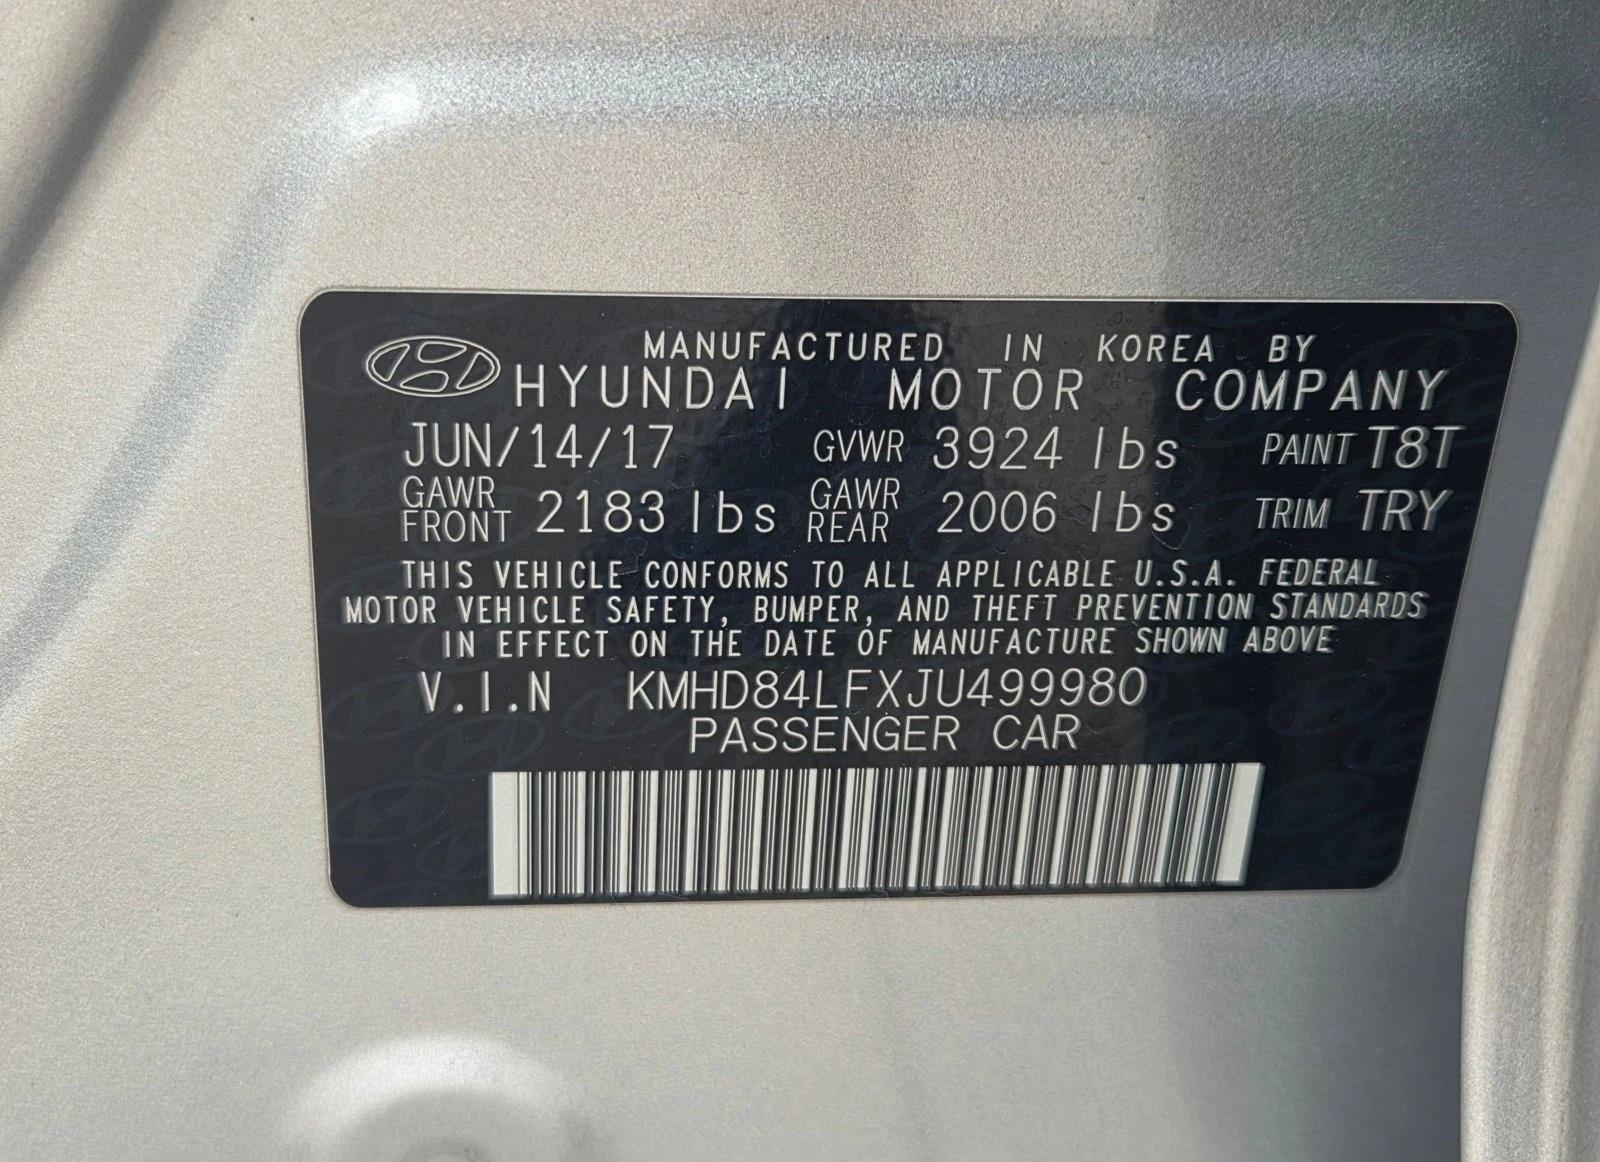 MANUFACTURED IN KOREA BY
HYUNDAI MOTOR COMPANY
JUN/14/17 GVWR 3924 lbs PAINT T8T
GAWR FRONT 2183 lbs GAWR REAR 2006 lbs TRIM TRY
THIS VEHICLE CONFORMS TO ALL APPLICABLE U.S.A. FEDERAL
MOTOR VEHICLE SAFETY, BUMPER, AND THEFT PREVENTION STANDARDS
IN EFFECT ON THE DATE OF MANUFACTURE SHOWN ABOVE
V.I.N KMHD84LFXJU499980
PASSENGER CAR